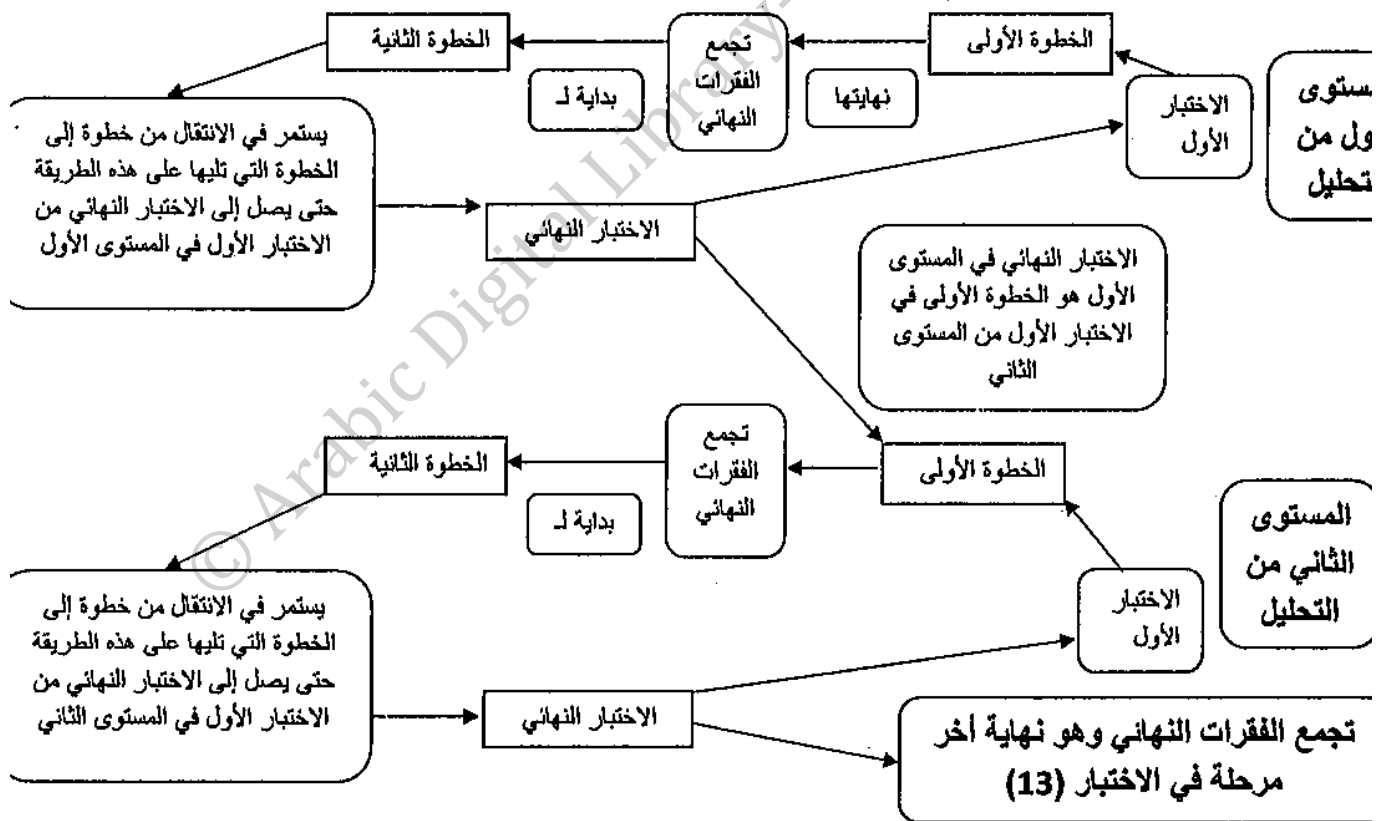 الخطوة الأولى
تجمع
الفقرات
النهائي
الخطوة الثانية
نهايتها
بداية لـ
الاختبار
الأول
يستمر في الانتقال من خطوة إلى
الخطوة التي تليها على هذه الطريقة
حتى يصل إلى الاختبار النهائي من
الاختبار الأول في المستوى الأول
الاختبار النهائي
الاختبار النهائي في المستوى
الأول هو الخطوة الأولى في
الاختبار الأول من المستوى
الثاني
الخطوة الأولى
تجمع
الفقرات
النهائي
الخطوة الثانية
بداية لـ
المستوى
الثاني من
التحليل
الاختبار
الأول
يستمر في الانتقال من خطوة إلى
الخطوة التي تليها على هذه الطريقة
حتى يصل إلى الاختبار النهائي من
الاختبار الأول في المستوى الثاني
الاختبار النهائي
تجمع الفقرات النهائي وهو نهاية أخر
مرحلة في الاختبار (13)
© Arabic Digital Library-